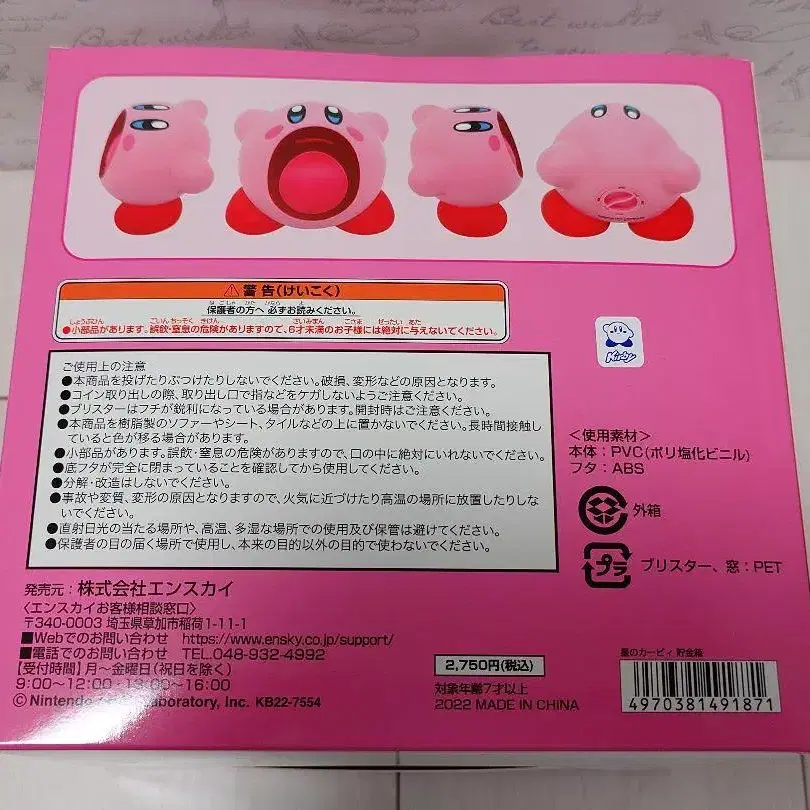 Best wishes
警告(けいこく)
保護者の方へ 必ずお読みください。
●小部品があります。誤飲・窒息の危険がありますので、6才未満のお子様には絶対に与えないでください。
Kirby
ご使用上の注意
●本商品を投げたりぶつけたりしないでください。破損、変形などの原因となります。
●コイン取り出しの際、取り出し口で指などをケガしないようご注意ください。
●ブリスターはフチが鋭利になっている場合があります。開封時はご注意ください。
●本商品を樹脂製のソファーやシート、タイルなどの上に置かないでください。長時間接触し
ていると色が移る場合があります。
●小部品があります。誤飲・窒息の危険がありますので、口の中に絶対にいれないでください。
●底フタが完全に閉まっていることを確認してから使用してください。
●分解・改造はしないでください。
●事故や変質、変形の原因となりますので、火気に近づけたり高温の場所に放置したりしな
いでください。
●直射日光の当たる場所や、高温、多湿な場所での使用及び保管は避けてください。
●保護者の目の届く場所で使用し、本来の目的以外の目的で使わないでください。
<使用素材>
本体:PVC(ポリ塩化ビニル)
フタ:ABS
外箱
プラ
ブリスター、窓:PET
発売元:株式会社エンスカイ
〈エンスカイお客様相談窓口〉
〒340-0003 埼玉県草加市稲荷1-11-1
■Webでのお問い合わせ https://www.ensky.co.jp/support/
■電話でのお問い合わせ TEL.048-932-4992
【受付時間】月~金曜日(祝日を除く)
9:00~12:00・13:00~16:00
© Nintendo Laboratory, Inc. KB22-7554
2,750円(税込)
対象年齢7才以上
2022 MADE IN CHINA
星のカービィ 貯金箱
4970381491871